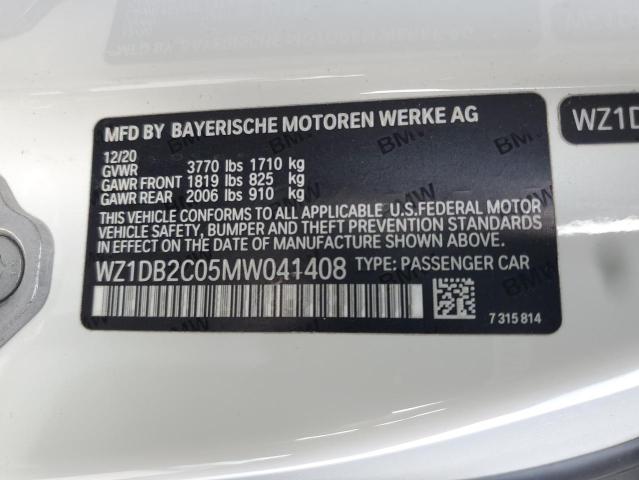 MFD BY BAYERISCHE MOTOREN WERKE AG
12/20
GVWR 3770 lbs 1710 kg
GAWR FRONT 1819 lbs 825 kg
GAWR REAR 2006 lbs 910 kg
THIS VEHICLE CONFORMS TO ALL APPLICABLE U.S.FEDERAL MOTOR
VEHICLE SAFETY, BUMPER AND THEFT PREVENTION STANDARDS
IN EFFECT ON THE DATE OF MANUFACTURE SHOWN ABOVE.
WZ1DB2C05MW041408 TYPE: PASSENGER CAR
7 315 814
WZ1D